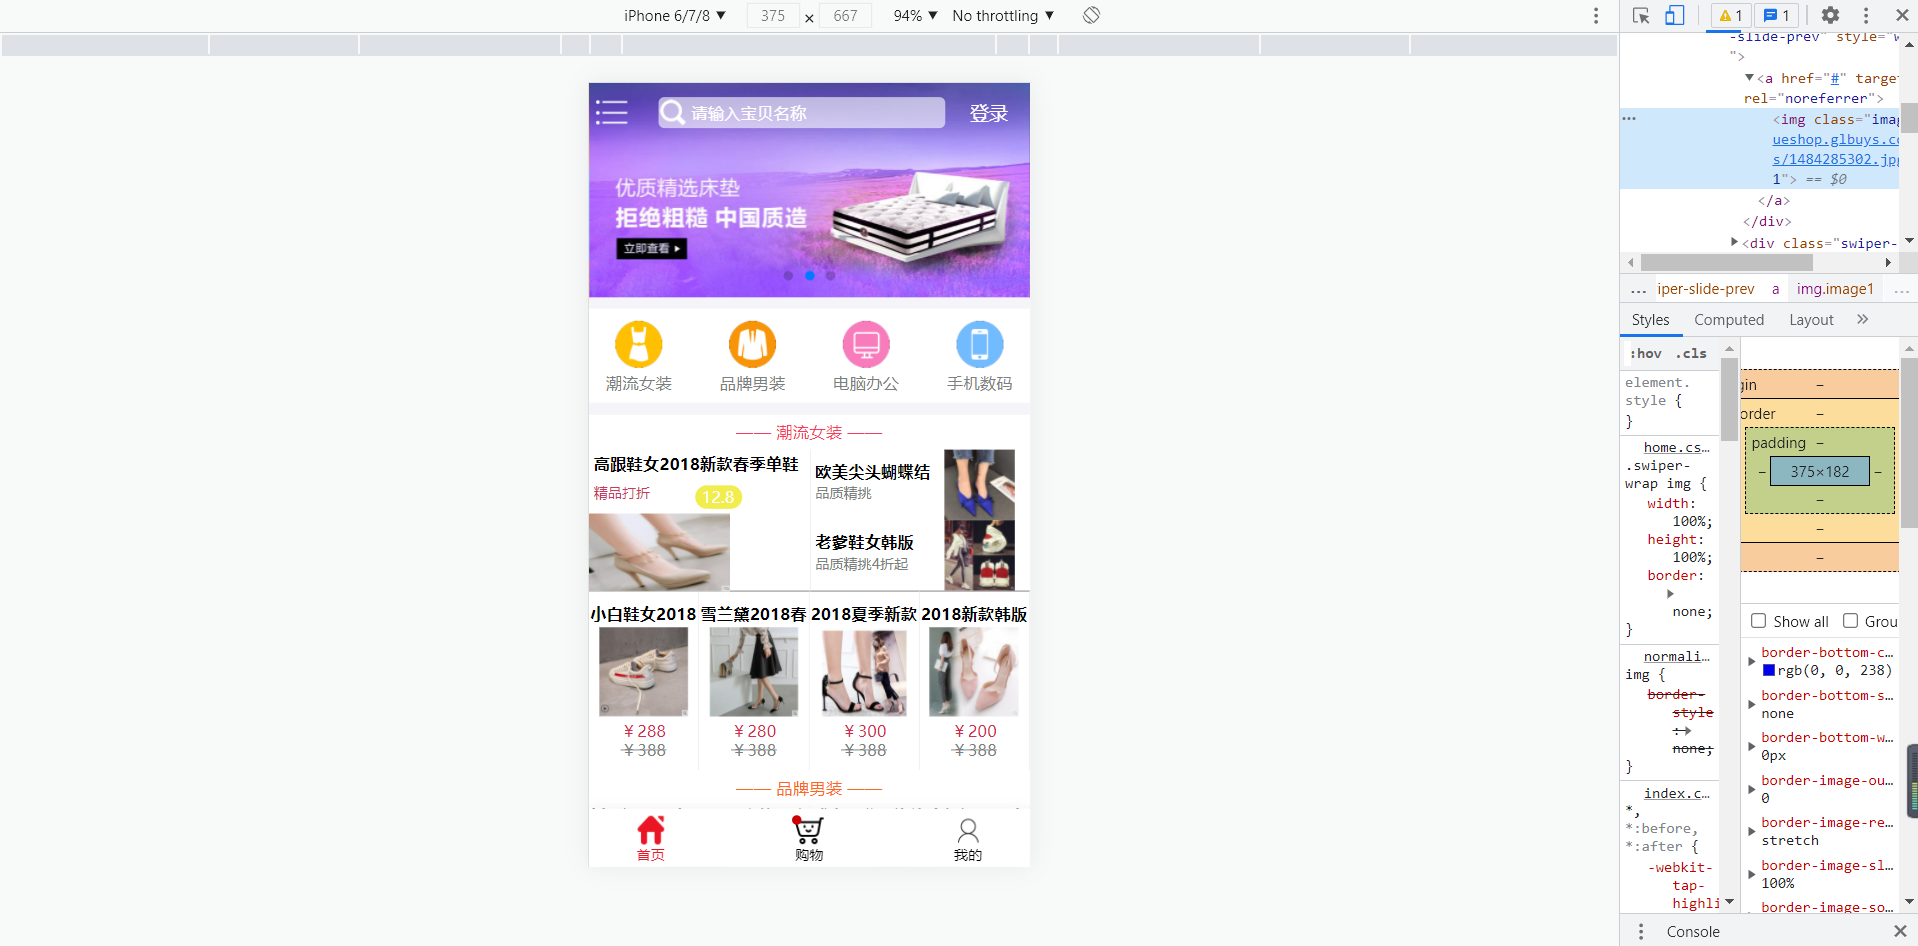 iPhone 6/7/8 ▼
375 × 667
94% ▼
No throttling ▼
请输入宝贝名称
登录
优质精选床垫
拒绝粗糙 中国质造
立即查看 ▶
潮流女装
品牌男装
电脑办公
手机数码
—— 潮流女装 ——
高跟鞋女2018新款春季单鞋
精品打折
12.8
欧美尖头蝴蝶结
品质精挑
老爹鞋女韩版
品质精挑4折起
小白鞋女2018
雪兰黛2018春
2018夏季新款
2018新款韩版
¥ 288
¥ 280
¥ 300
¥ 200
¥ 388
¥ 388
¥ 388
¥ 388
—— 品牌男装 ——
首页
购物
我的
1
1
-slide-prev" style="w
">
<a href="#" targe
rel="noreferrer">
<img class="imag
ueshop.glbuys.co
s/1484285302.jpg
1"> == $0
</a>
</div>
<div class="swiper-
...
iper-slide-prev
a
img.image1
...
Styles
Computed
Layout
»
:hov
.cls
element.
style {
}
home.cs…
.swiper-
wrap img {
width:
100%;
height:
100%;
border:
none;
}
normali…
img {
border-
style
:
none;
}
index.c…
*,
*:before,
*:after {
-webkit-
tap-
highli
gin
–
order
–
padding
–
–
375×182
–
–
–
–
Show all
Grou
border-bottom-c…
rgb(0, 0, 238)
border-bottom-s…
none
border-bottom-w…
0px
border-image-ou…
0
border-image-re…
stretch
border-image-sl…
100%
border-image-so…
Console